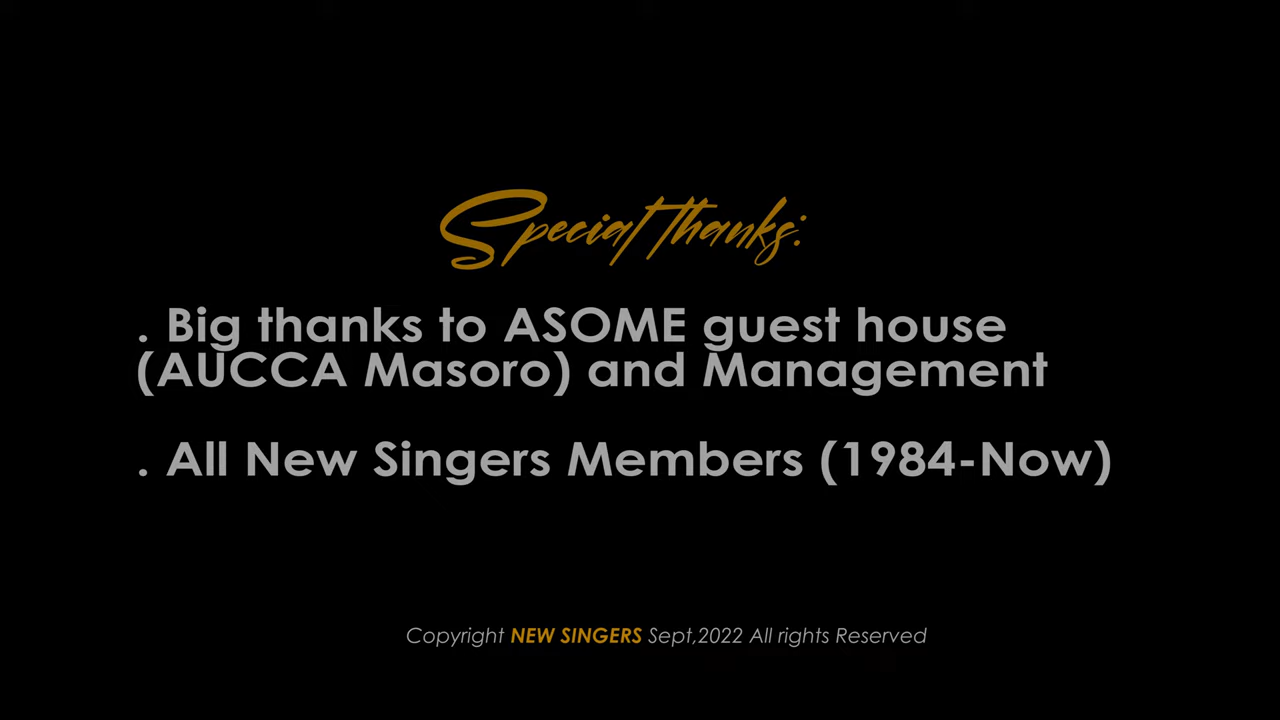 Special thanks:
. Big thanks to ASOME guest house
(AUCCA Masoro) and Management
. All New Singers Members (1984-Now)
Copyright NEW SINGERS Sept,2022 All rights Reserved